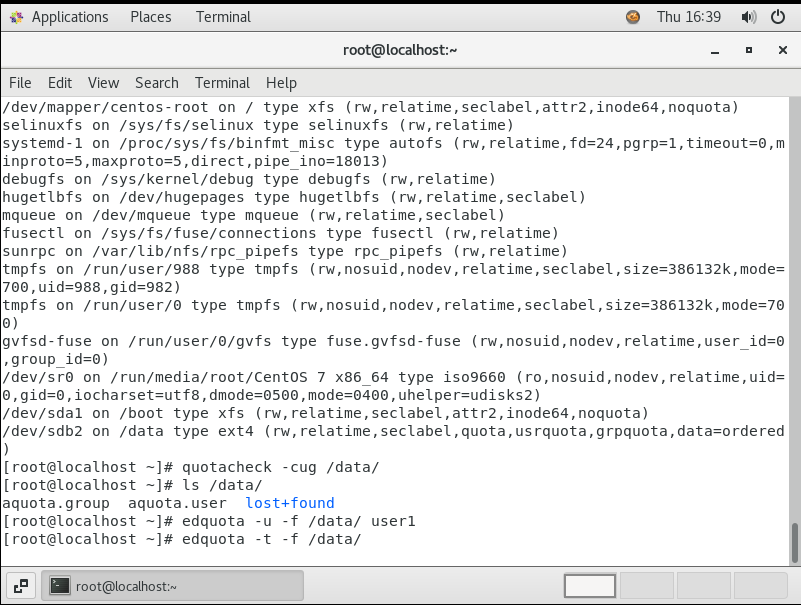 Applications Places Terminal Thu 16:39
root@localhost:~
File Edit View Search Terminal Help
/dev/mapper/centos-root on / type xfs (rw,relatime,seclabel,attr2,inode64,noquota)
selinuxfs on /sys/fs/selinux type selinuxfs (rw,relatime)
systemd-1 on /proc/sys/fs/binfmt_misc type autofs (rw,relatime,fd=24,pgrp=1,timeout=0,m
inproto=5,maxproto=5,direct,pipe_ino=18013)
debugfs on /sys/kernel/debug type debugfs (rw,relatime)
hugetlbfs on /dev/hugepages type hugetlbfs (rw,relatime,seclabel)
mqueue on /dev/mqueue type mqueue (rw,relatime,seclabel)
fusectl on /sys/fs/fuse/connections type fusectl (rw,relatime)
sunrpc on /var/lib/nfs/rpc_pipefs type rpc_pipefs (rw,relatime)
tmpfs on /run/user/988 type tmpfs (rw,nosuid,nodev,relatime,seclabel,size=386132k,mode=
700,uid=988,gid=982)
tmpfs on /run/user/0 type tmpfs (rw,nosuid,nodev,relatime,seclabel,size=386132k,mode=70
0)
gvfsd-fuse on /run/user/0/gvfs type fuse.gvfsd-fuse (rw,nosuid,nodev,relatime,user_id=0
,group_id=0)
/dev/sr0 on /run/media/root/CentOS 7 x86_64 type iso9660 (ro,nosuid,nodev,relatime,uid=
0,gid=0,iocharset=utf8,dmode=0500,mode=0400,uhelper=udisks2)
/dev/sda1 on /boot type xfs (rw,relatime,seclabel,attr2,inode64,noquota)
/dev/sdb2 on /data type ext4 (rw,relatime,seclabel,quota,usrquota,grpquota,data=ordered
)
[root@localhost ~]# quotacheck -cug /data/
[root@localhost ~]# ls /data/
aquota.group  aquota.user  lost+found
[root@localhost ~]# edquota -u -f /data/ user1
[root@localhost ~]# edquota -t -f /data/
root@localhost:~